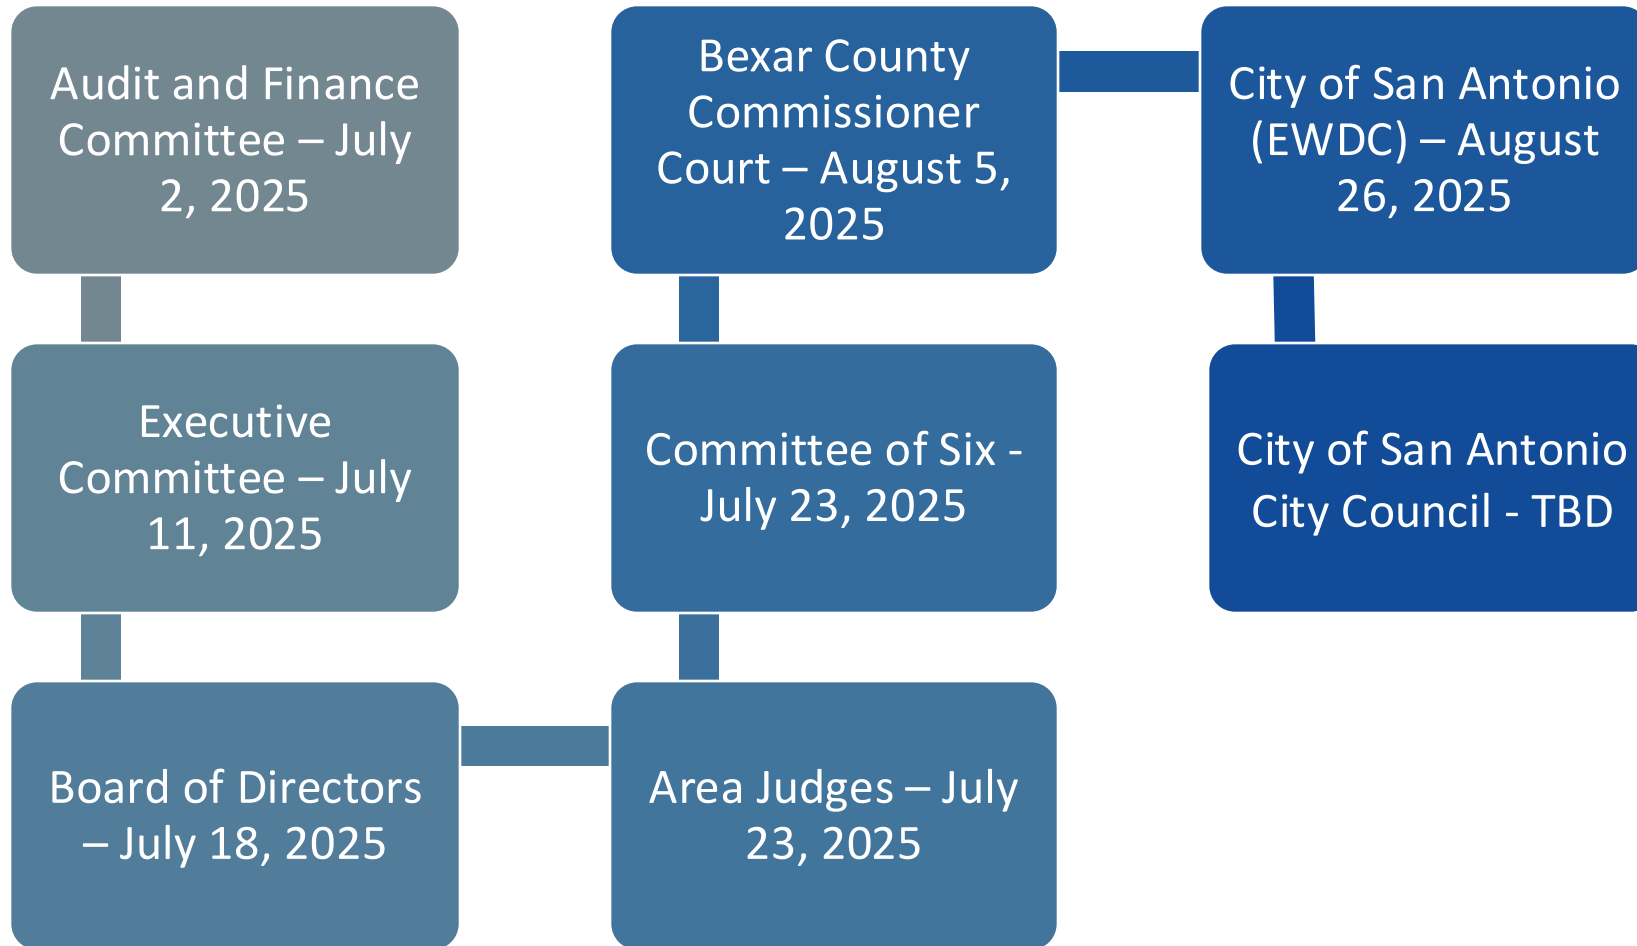 Audit and Finance
Committee – July
2, 2025
Executive
Committee – July
11, 2025
Board of Directors
– July 18, 2025
Area Judges – July
23, 2025
Committee of Six -
July 23, 2025
Bexar County
Commissioner
Court – August 5,
2025
City of San Antonio
(EWDC) – August
26, 2025
City of San Antonio
City Council - TBD